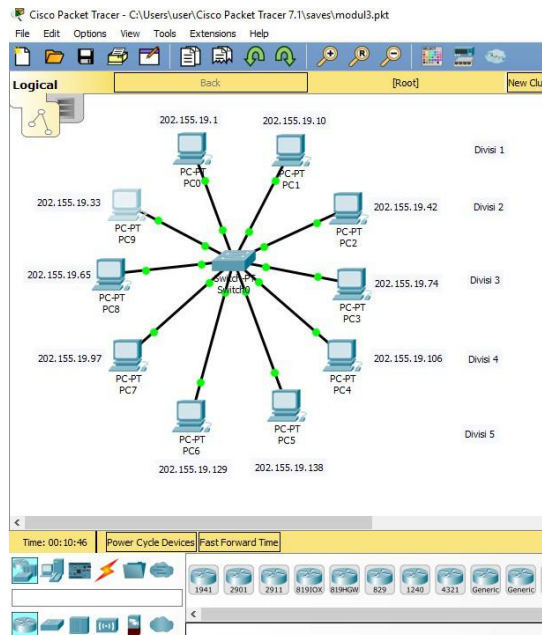 Cisco Packet Tracer - C:\Users\user\Cisco Packet Tracer 7.1\saves\modul3.pkt
File Edit Options View Tools Extensions Help
Logical Back [Root] New Clu
202.155.19.1 202.155.19.10
Divisi 1
PC-PT PC-PT
PC0 PC1
202.155.19.33 202.155.19.42 Divisi 2
PC-PT PC-PT
PC9 PC2
202.155.19.65 202.155.19.74 Divisi 3
Switch-PT
Switch0
PC-PT PC-PT
PC8 PC3
202.155.19.97 202.155.19.106 Divisi 4
PC-PT PC-PT
PC7 PC4
PC-PT PC-PT Divisi 5
PC6 PC5
202.155.19.129 202.155.19.138
Time: 00:10:46 Power Cycle Devices Fast Forward Time
1941 2901 2911 819IOX 819HGW 829 1240 4321 Generic Generic